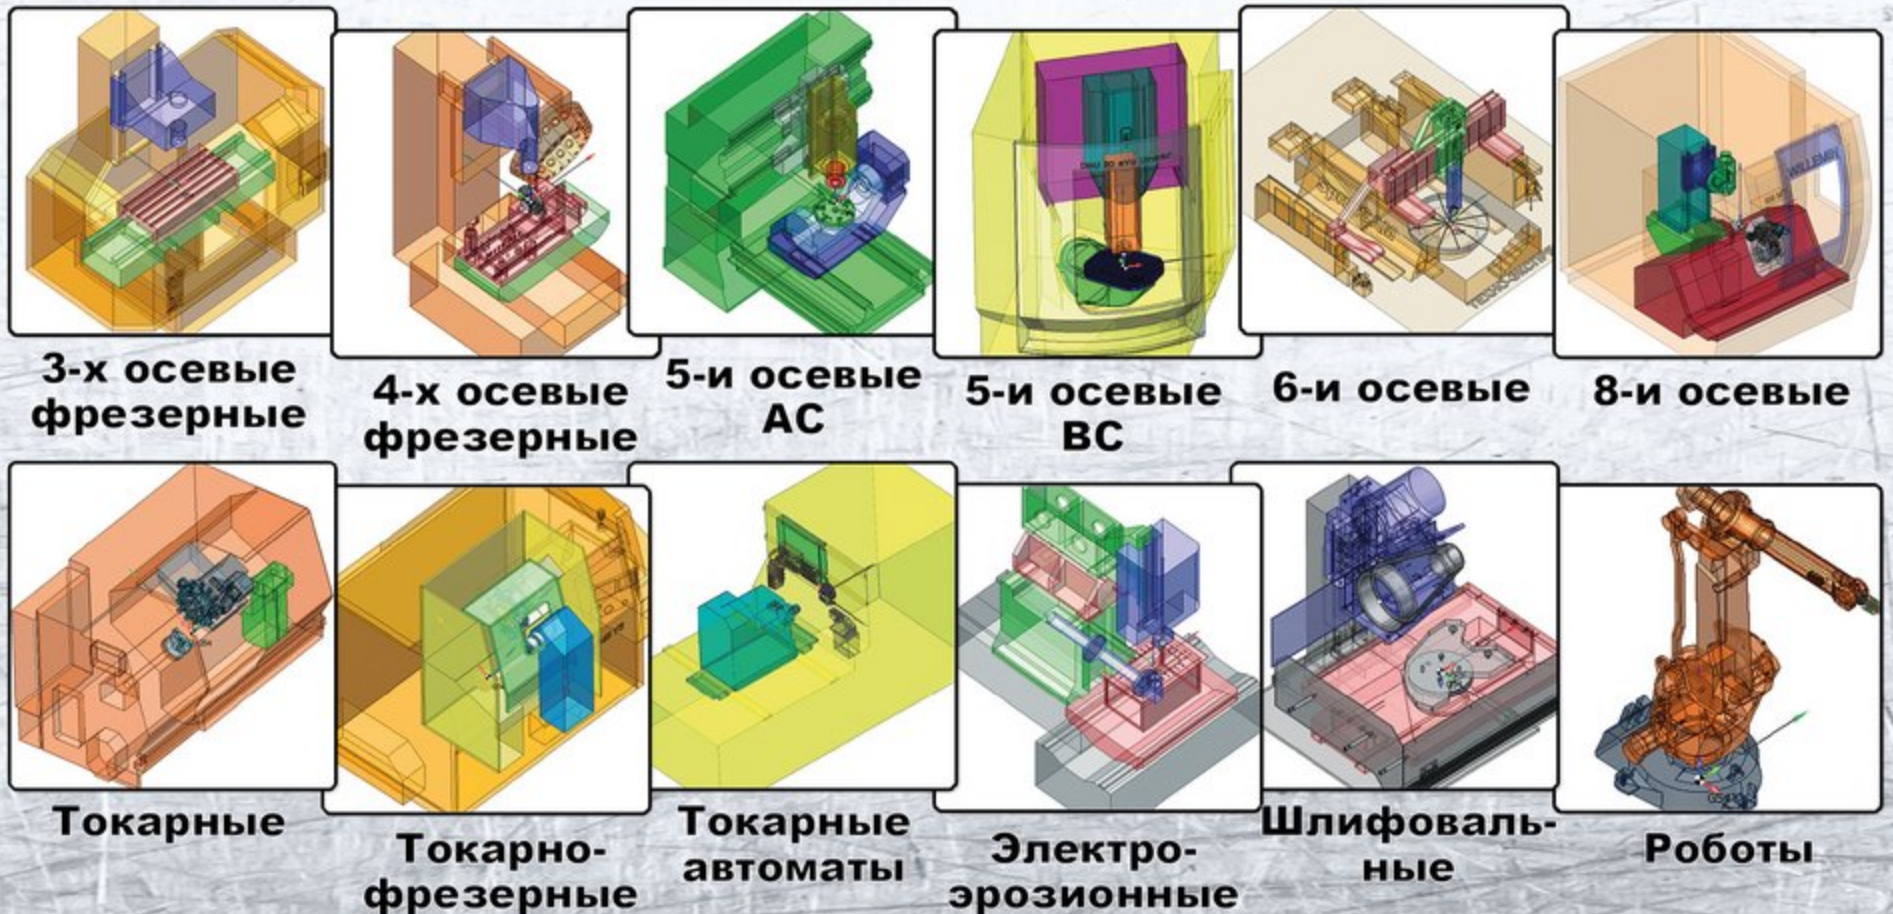 3-х осевые
фрезерные
4-х осевые
фрезерные
5-и осевые
АС
5-и осевые
ВС
6-и осевые
8-и осевые
WILLEMIN
Токарные
Токарно-
фрезерные
Токарные
автоматы
Электро-
эрозионные
Шлифоваль-
ные
Роботы